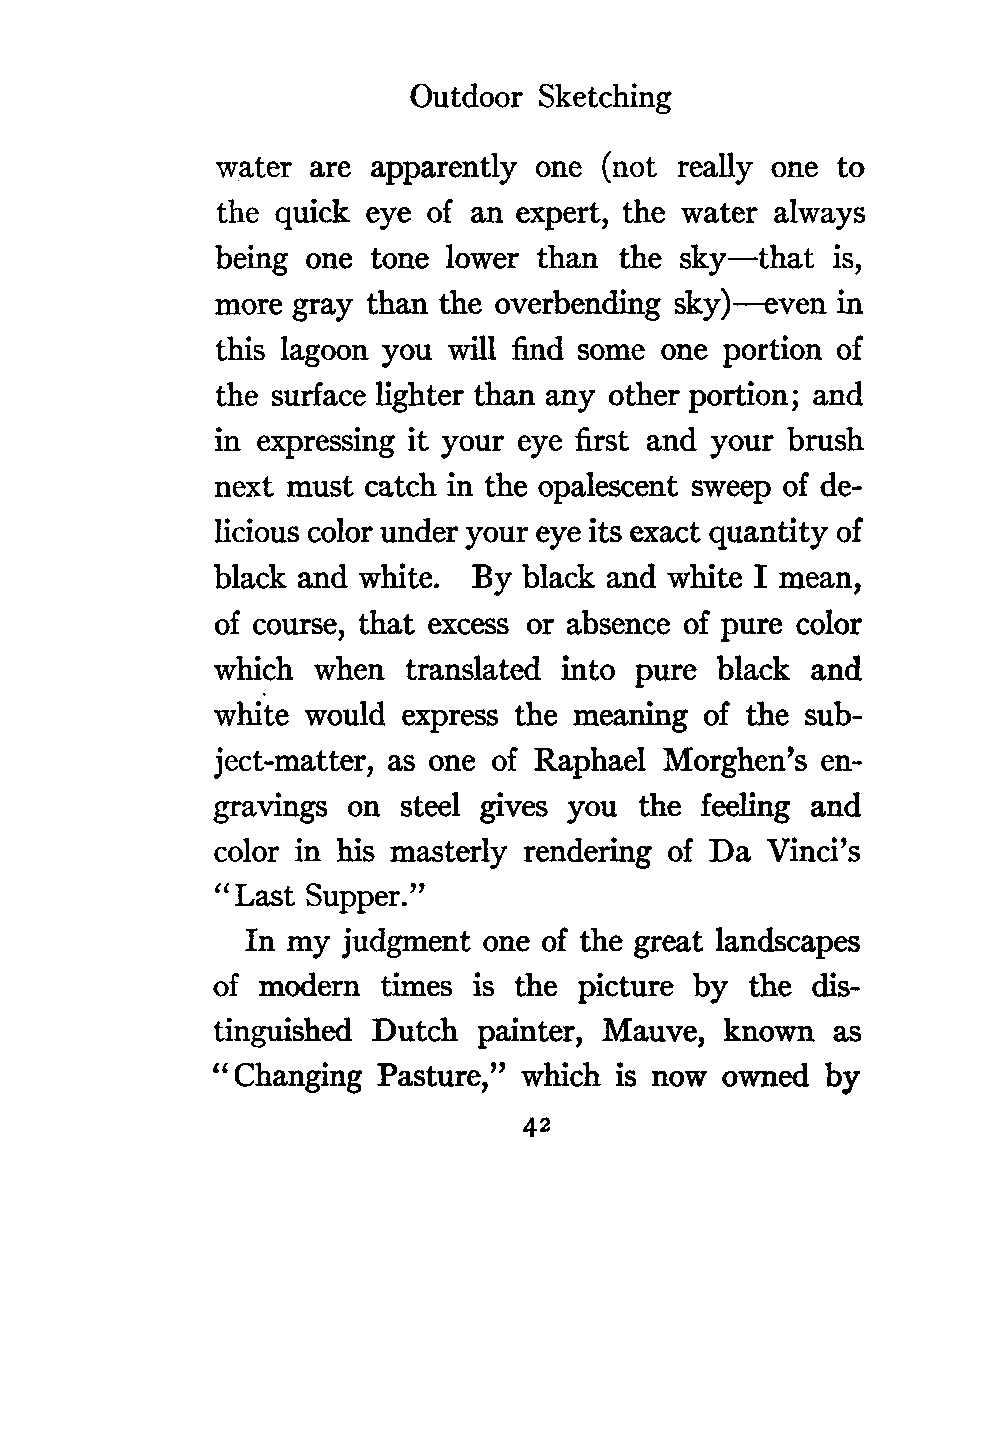 Outdoor Sketching
water are apparently one (not really one to
the quick eye of an expert, the water always
being one tone lower than the sky—that is,
more gray than the overbending sky)—even in
this lagoon you will find some one portion of
the surface lighter than any other portion; and
in expressing it your eye first and your brush
next must catch in the opalescent sweep of de-
licious color under your eye its exact quantity of
black and white. By black and white I mean,
of course, that excess or absence of pure color
which when translated into pure black and
white would express the meaning of the sub-
ject-matter, as one of Raphael Morghen's en-
gravings on steel gives you the feeling and
color in his masterly rendering of Da Vinci's
"Last Supper."
In my judgment one of the great landscapes
of modern times is the picture by the dis-
tinguished Dutch painter, Mauve, known as
"Changing Pasture," which is now owned by
42